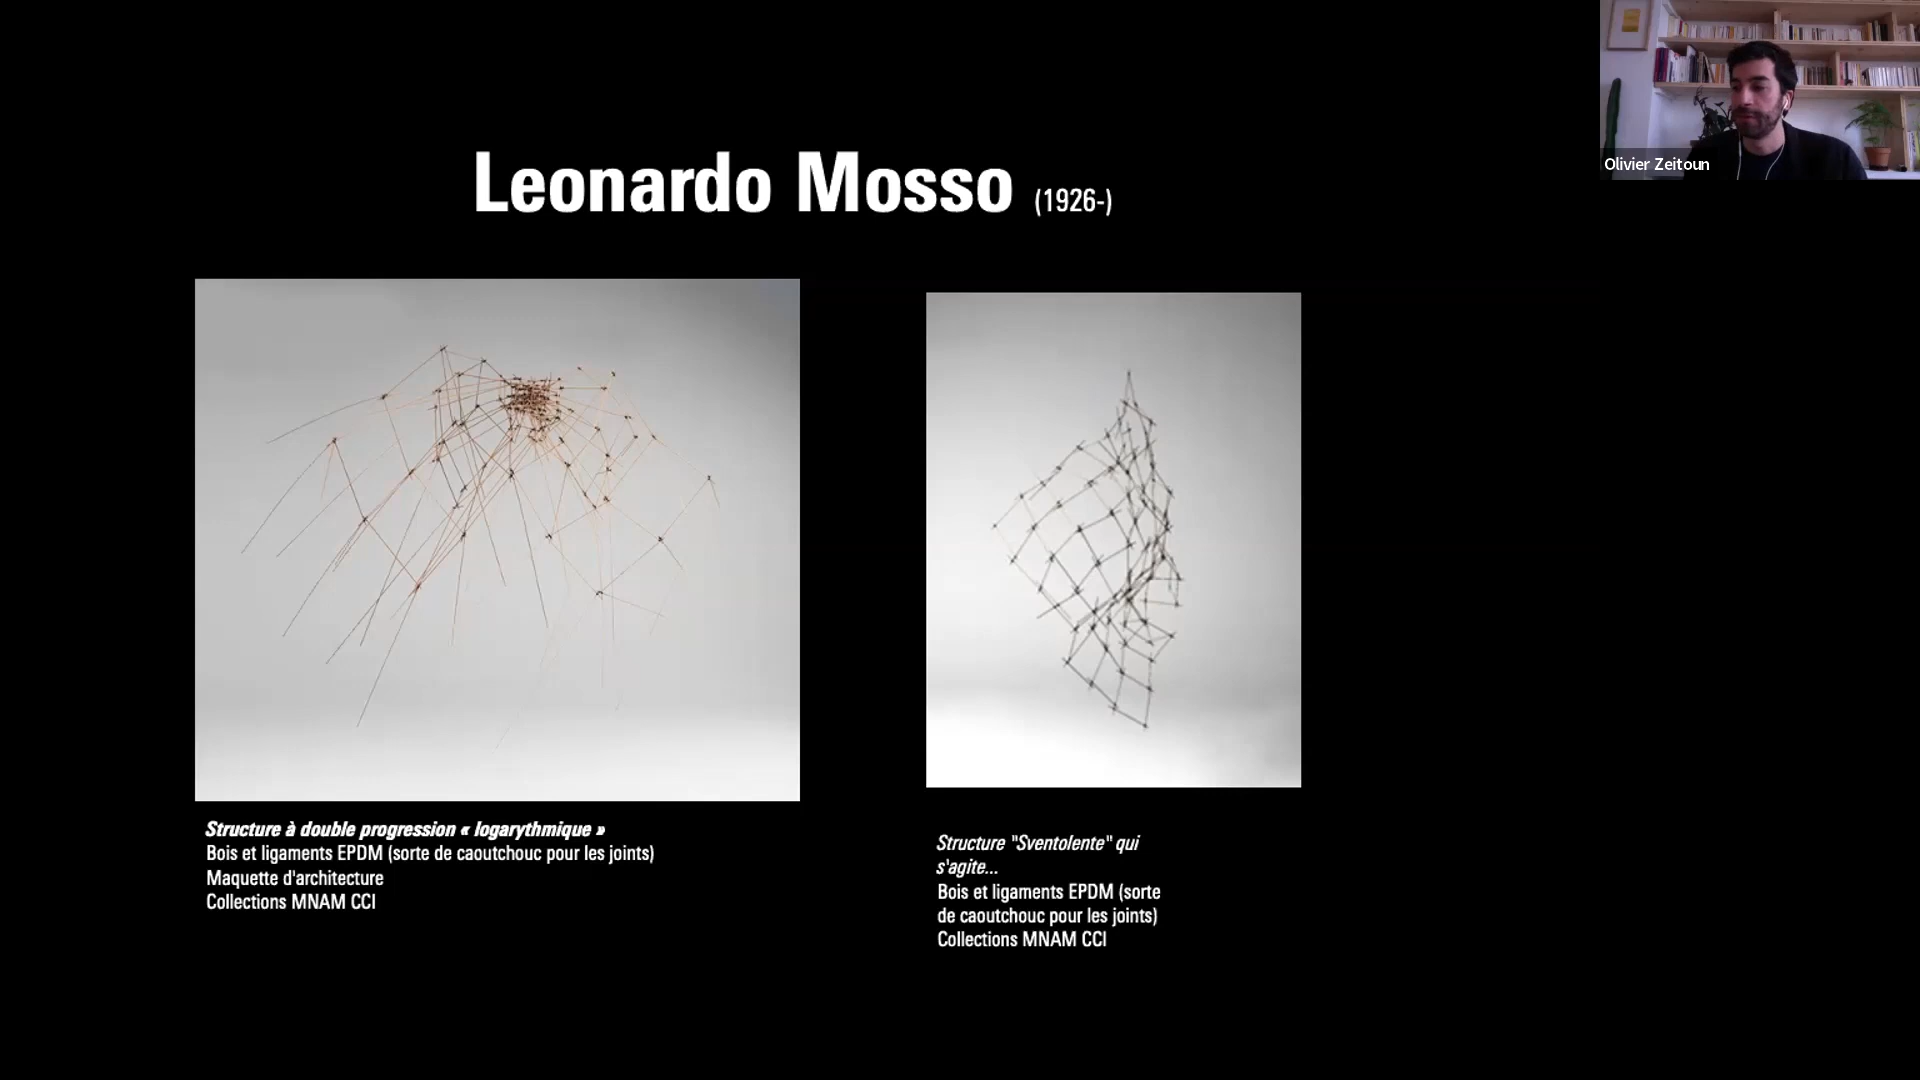 Olivier Zeitoun
Leonardo Mosso (1926-)
Structure à double progression « logarythmique »
Bois et ligaments EPDM (sorte de caoutchouc pour les joints)
Maquette d'architecture
Collections MNAM CCI
Structure "Sventolente" qui
s'agite...
Bois et ligaments EPDM (sorte
de caoutchouc pour les joints)
Collections MNAM CCI